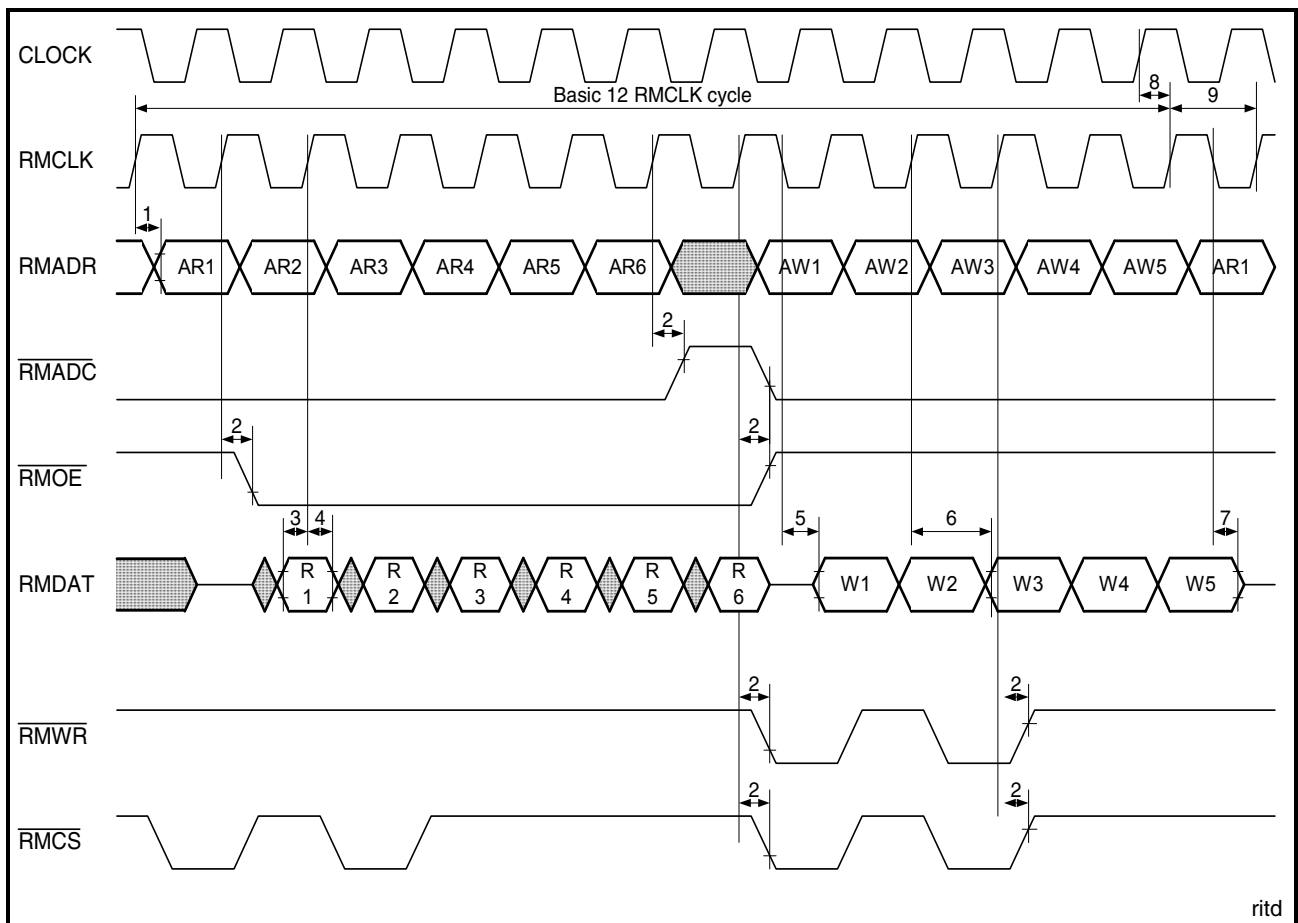 CLOCK
Basic 12 RMCLK cycle
8
9
RMCLK
1
RMADR
AR1 AR2 AR3 AR4 AR5 AR6 AW1 AW2 AW3 AW4 AW5 AR1
2
RMADC
2
2
RMOE
3 4
5
6
7
RMDAT
R 1
R 2
R 3
R 4
R 5
R 6
W1 W2 W3 W4 W5
2
2
RMWR
2
2
RMCS
ritd